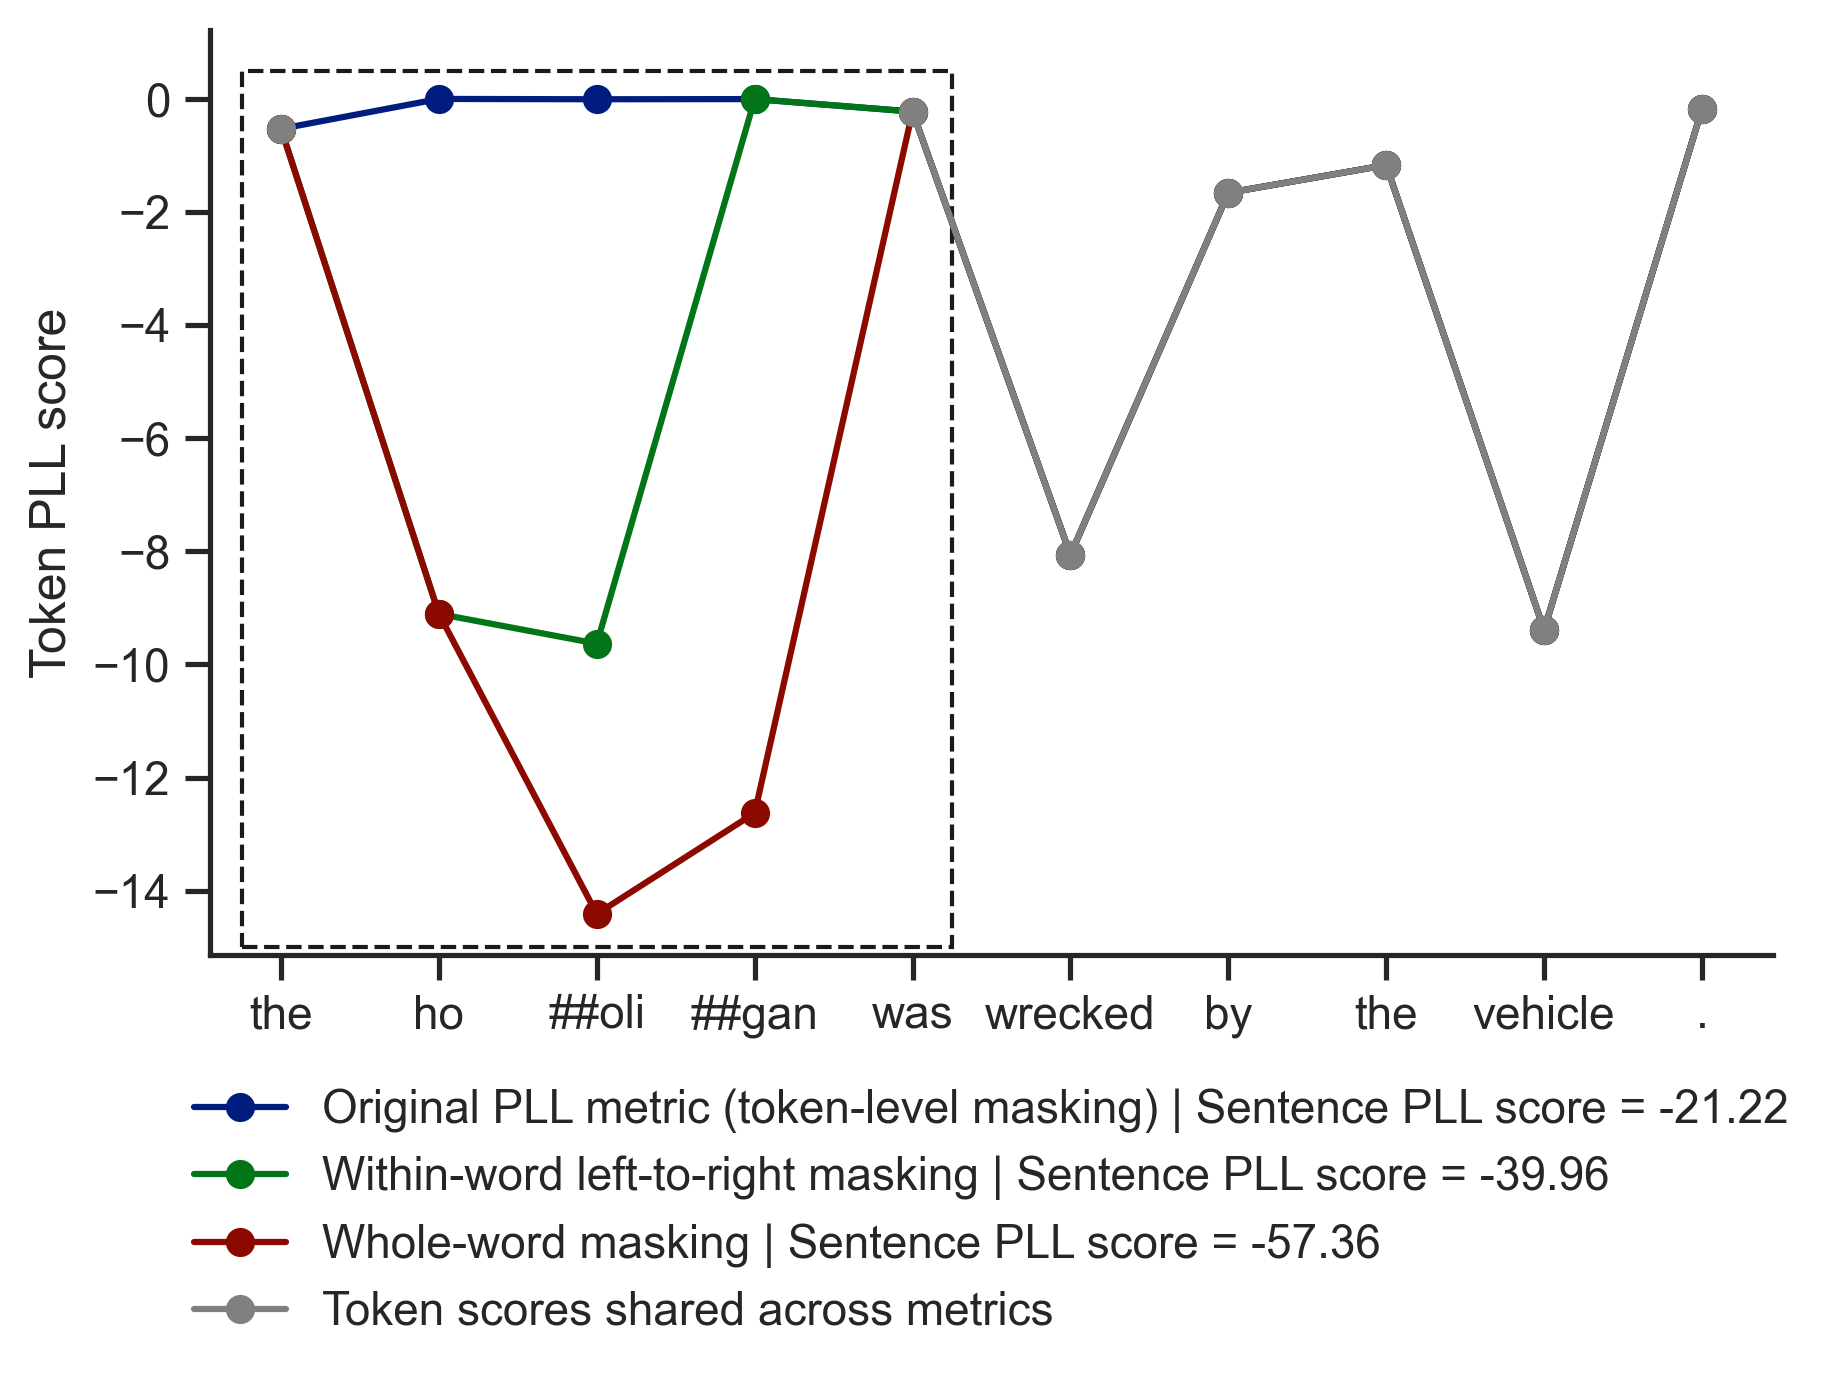 Token PLL score
0
−2
−4
−6
−8
−10
−12
−14
the ho ##oli ##gan was wrecked by the vehicle .
Original PLL metric (token-level masking) | Sentence PLL score = -21.22
Within-word left-to-right masking | Sentence PLL score = -39.96
Whole-word masking | Sentence PLL score = -57.36
Token scores shared across metrics